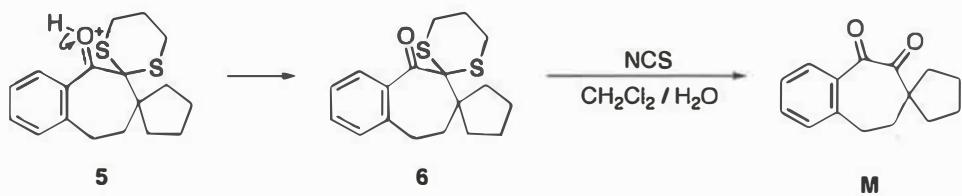 H O+ S S
O S S
NCS
CH2Cl2 / H2O
O O
5
6
M